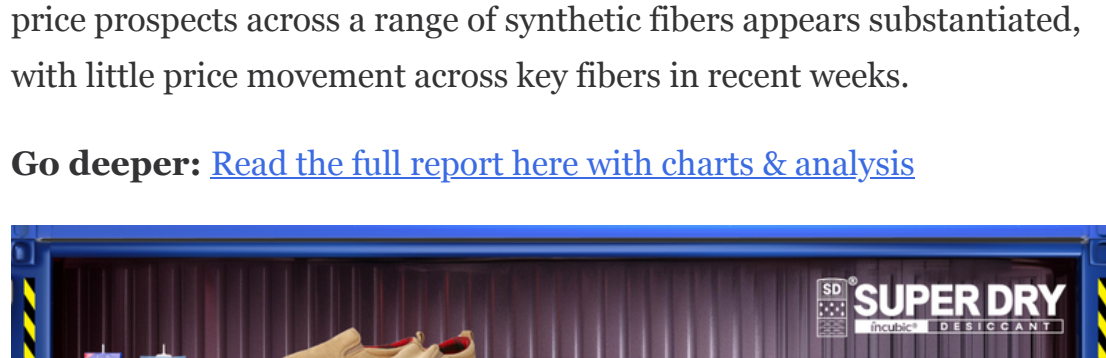 price prospects across a range of synthetic fibers appears substantiated,
with little price movement across key fibers in recent weeks.
Go deeper: Read the full report here with charts & analysis
SD ® SUPER DRY
incubic® DESICCANT